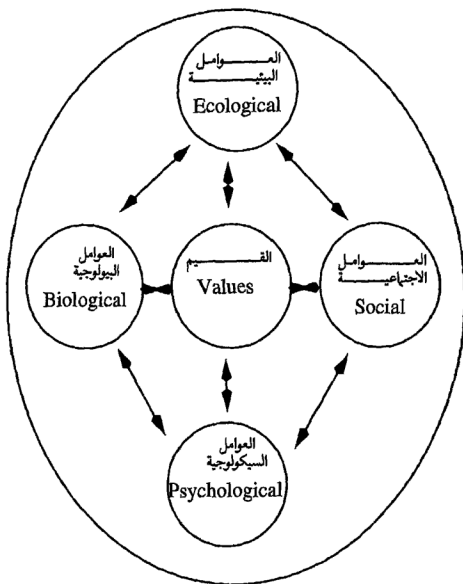 العوامل
البيئية
Ecological
العوامل
البيولوجية
Biological
القيم
Values
العوامل
الاجتماعية
Social
العوامل
السيكولوجية
Psychological